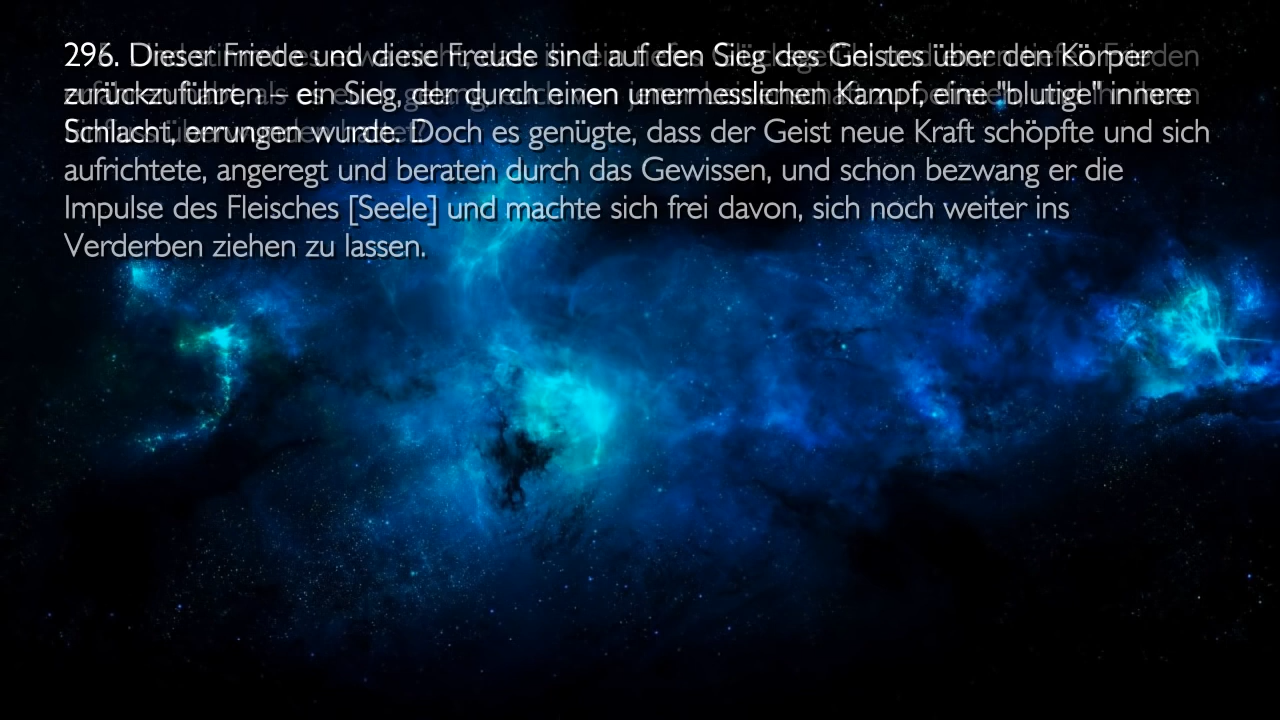 296. Dieser Friede und diese Freude sind auf den Sieg des Geistes über den Körper
zurückzuführen – ein Sieg, der durch einen unermesslichen Kampf, eine "blutige" innere
Schlacht, errungen wurde. Doch es genügte, dass der Geist neue Kraft schöpfte und sich
aufrichtete, angeregt und beraten durch das Gewissen, und schon bezwang er die
Impulse des Fleisches [Seele] und machte sich frei davon, sich noch weiter ins
Verderben ziehen zu lassen.